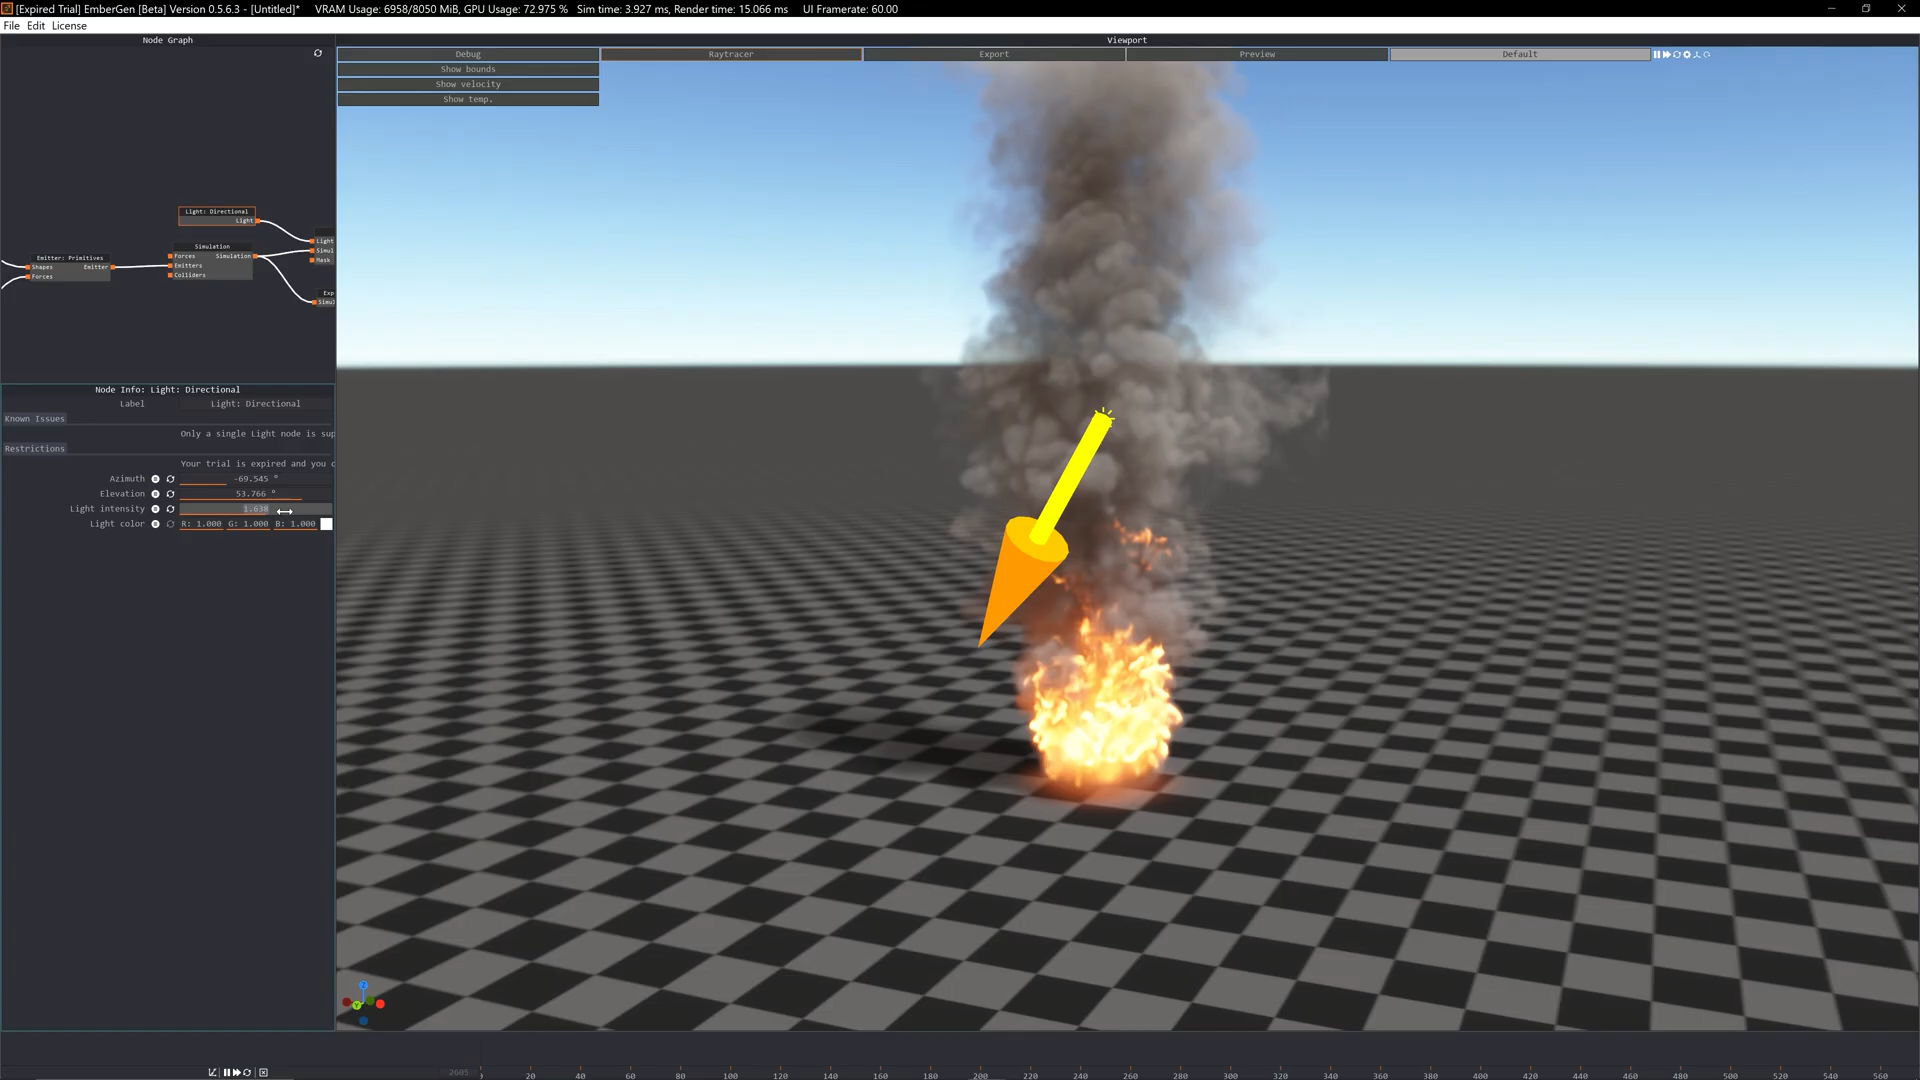 [Expired Trial] EmberGen [Beta] Version 0.5.6.3 - [Untitled]* VRAM Usage: 6958/8050 MiB, GPU Usage: 72.975 % Sim time: 3.927 ms, Render time: 15.066 ms UI Framerate: 60.00
File Edit License
Node Graph
Viewport
Debug Raytracer Export Preview Default
Show bounds
Show velocity
Show temp.
Light: Directional
Light
Simulation
Forces Simulation
Emitters
Colliders
Emitter: Primitives
Shapes Emitter
Forces
Light
Simul
Mask
Exp
Simul
Node Info: Light: Directional
Label Light: Directional
Known Issues
Only a single Light node is sup
Restrictions
Your trial is expired and you c
Azimuth -69.545 °
Elevation 53.766 °
Light intensity 1.638
Light color R: 1.000 G: 1.000 B: 1.000
Z
Y
2605
20 40 60 80 100 120 140 160 180 200 220 240 260 280 300 320 340 360 380 400 420 440 460 480 500 520 540 560